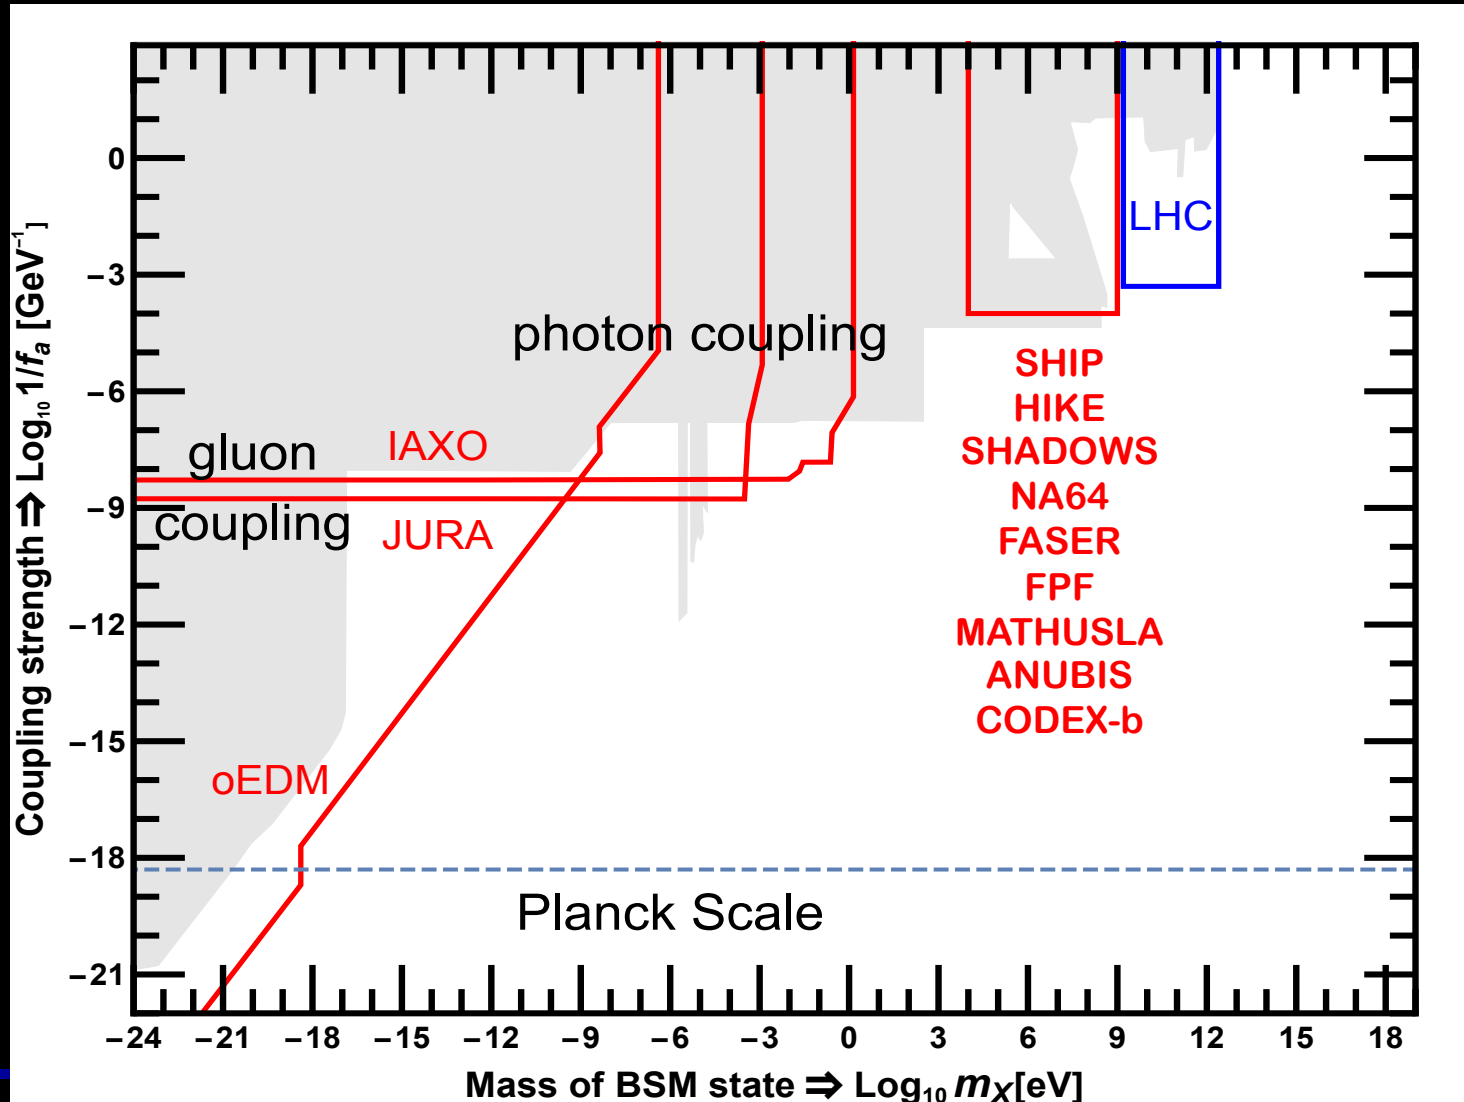 0
−3
−6
−9
−12
−15
−18
−21
Coupling strength ⇒ Log₁₀ 1/fₐ [GeV⁻¹]
LHC
photon coupling
SHIP
HIKE
SHADOWS
NA64
FASER
FPF
MATHUSLA
ANUBIS
CODEX-b
gluon
coupling
IAXO
JURA
oEDM
Planck Scale
−24 −21 −18 −15 −12 −9 −6 −3 0 3 6 9 12 15 18
Mass of BSM state ⇒ Log₁₀ mX[eV]